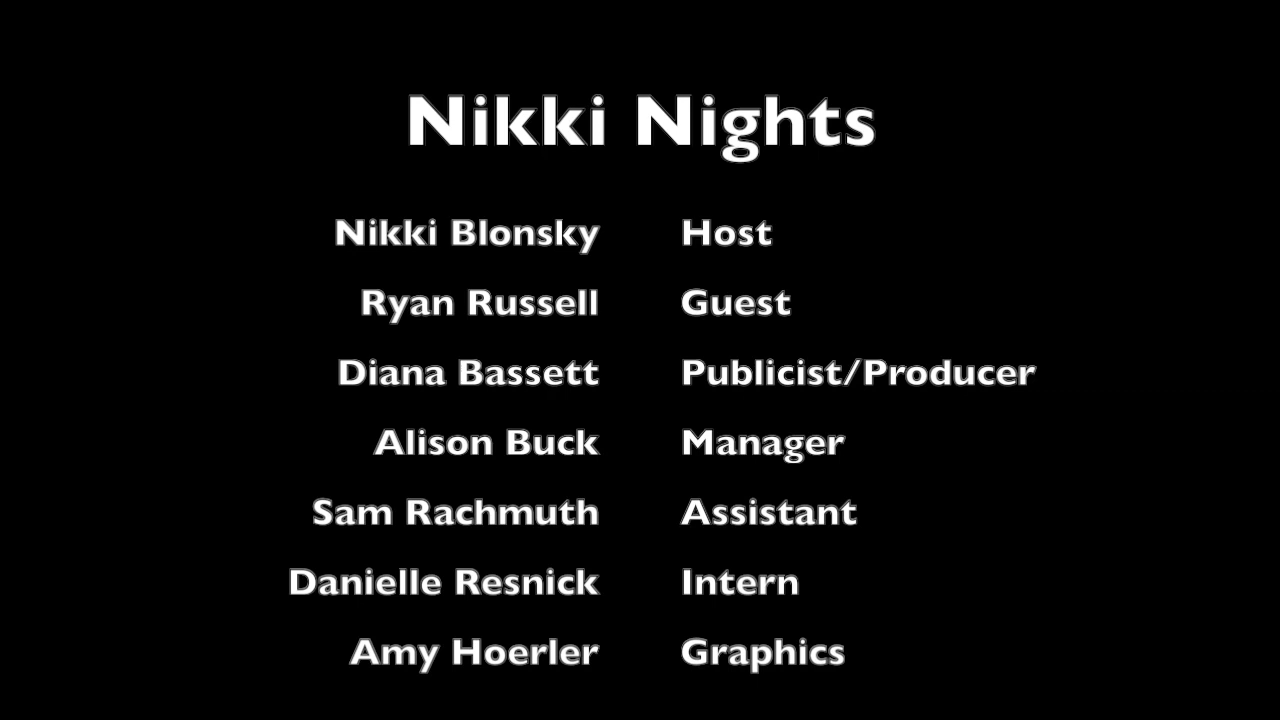 Nikki Nights
Nikki Blonsky Host
Ryan Russell Guest
Diana Bassett Publicist/Producer
Alison Buck Manager
Sam Rachmuth Assistant
Danielle Resnick Intern
Amy Hoerler Graphics